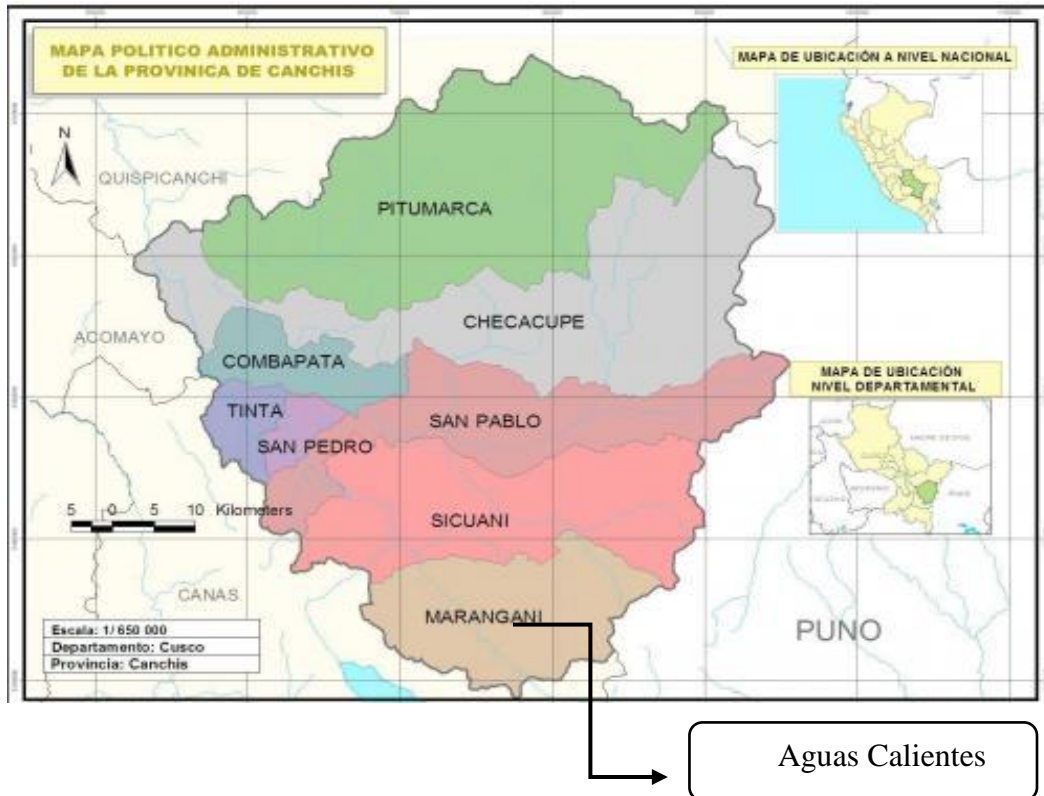 MAPA POLITICO ADMINISTRATIVO
DE LA PROVINICA DE CANCHIS
MAPA DE UBICACIÓN A NIVEL NACIONAL
N
QUISPICANCHI
PITUMARCA
CHECACUPE
ACOMAYO
COMBAPATA
MAPA DE UBICACIÓN
NIVEL DEPARTAMENTAL
TINTA
SAN PABLO
SAN PEDRO
5 0 5 10 Kilometers
SICUANI
CANAS
MARANGANI
PUNO
Escala: 1/ 650 000
Departamento: Cusco
Provincia: Canchis
Aguas Calientes